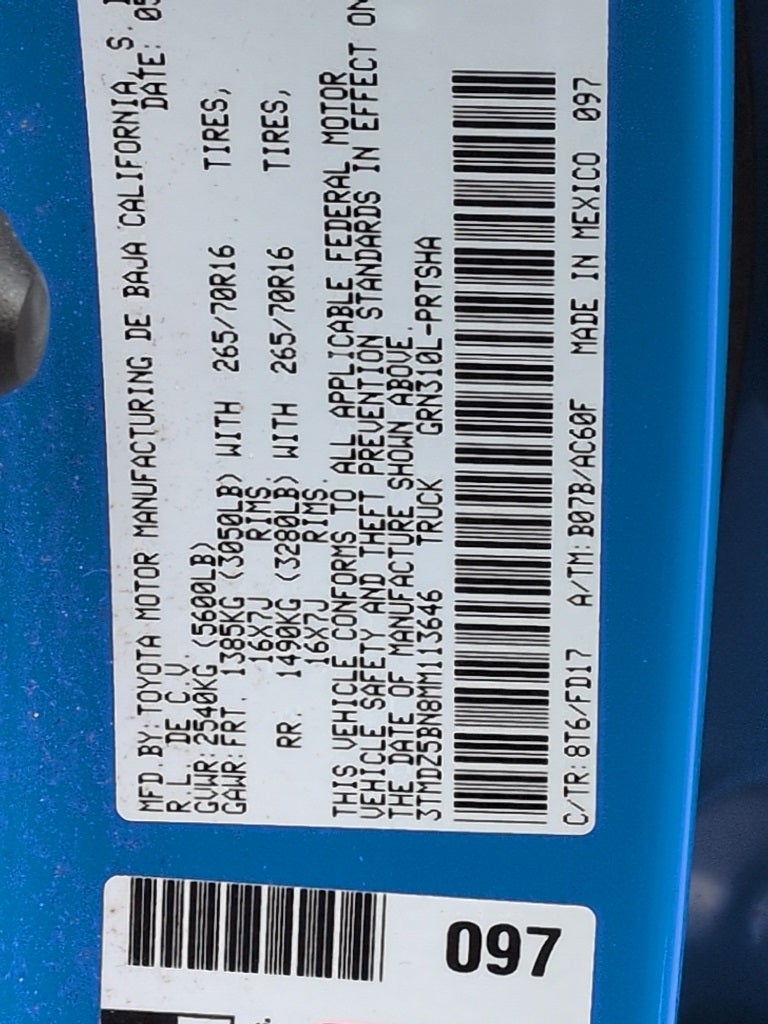 MFD.BY: TOYOTA MOTOR MANUFACTURING DE BAJA CALIFORNIA, S.
R.L. DE C.V. DATE: 05
GVWR: 2540KG (5600LB)
GAWR: FRT. 1385KG (3050LB) WITH 265/70R16 TIRES,
16X7J RIMS
RR. 1490KG (3280LB) WITH 265/70R16 TIRES,
16X7J RIMS.
THIS VEHICLE CONFORMS TO ALL APPLICABLE FEDERAL MOTOR
VEHICLE SAFETY AND THEFT PREVENTION STANDARDS IN EFFECT ON
THE DATE OF MANUFACTURE SHOWN ABOVE.
3TMDZ5BN8MM113646 TRUCK GRN310L-PRTSHA
C/TR: 8T6/FD17 A/TM: B07B/AC60F MADE IN MEXICO 097
097